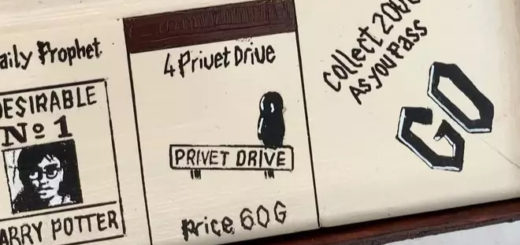 aily Prophet
DESIRABLE
No 1
ARRY POTTER
4 Privet Drive
PRIVET DRIVE
Price 60G
Collect 200
As you Pass
GO